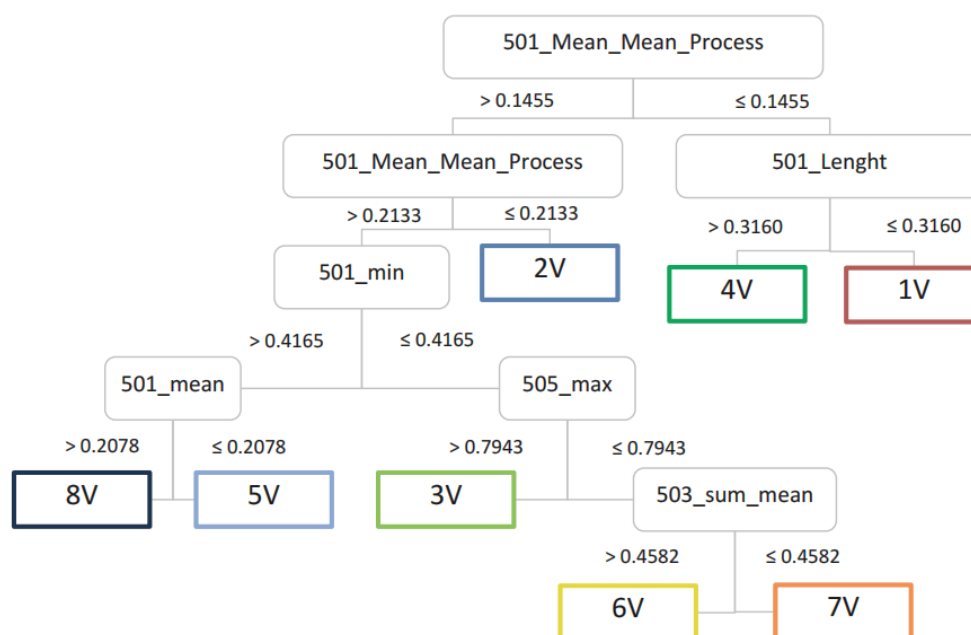 501_Mean_Mean_Process
> 0.1455
≤ 0.1455
501_Mean_Mean_Process
501_Lenght
> 0.2133
≤ 0.2133
> 0.3160
≤ 0.3160
501_min
2V
4V
1V
> 0.4165
≤ 0.4165
501_mean
505_max
> 0.2078
≤ 0.2078
> 0.7943
≤ 0.7943
8V
5V
3V
503_sum_mean
> 0.4582
≤ 0.4582
6V
7V